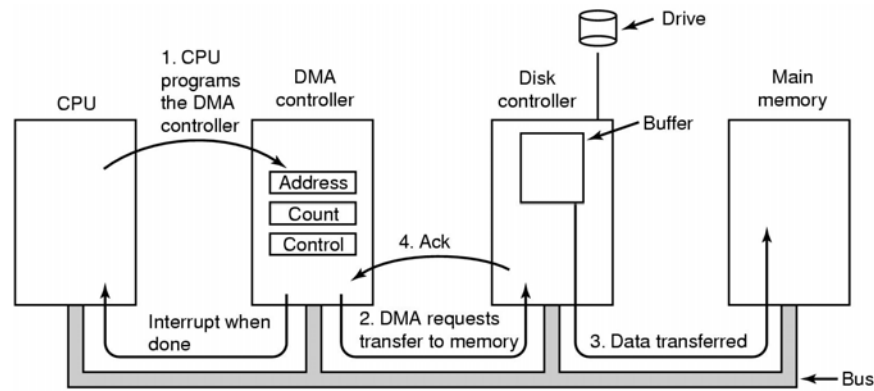 Drive
1. CPU
programs
the DMA
controller
CPU
DMA
controller
Disk
controller
Main
memory
Buffer
Address
Count
Control
4. Ack
Interrupt when
done
2. DMA requests
transfer to memory
3. Data transferred
Bus